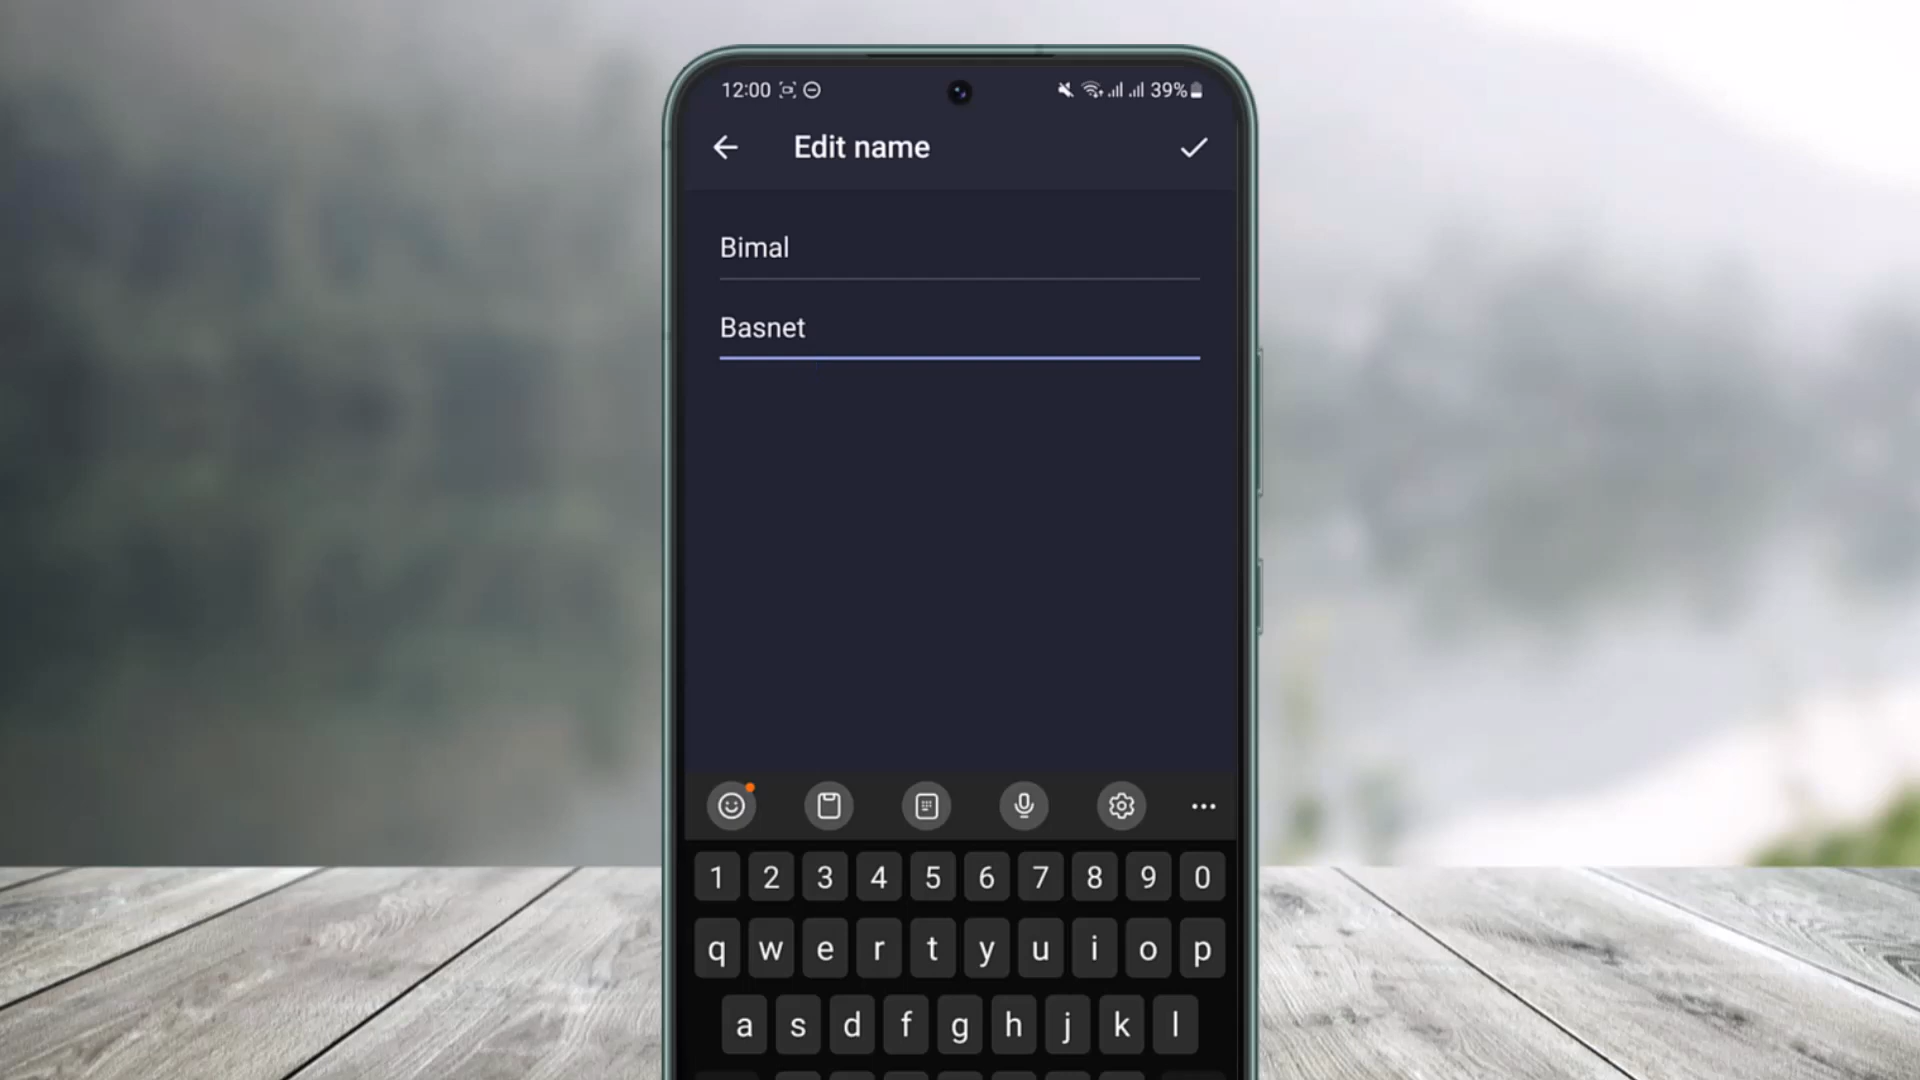 12:00 39%
Edit name
Bimal
Basnet
1 2 3 4 5 6 7 8 9 0
q w e r t y u i o p
a s d f g h j k l